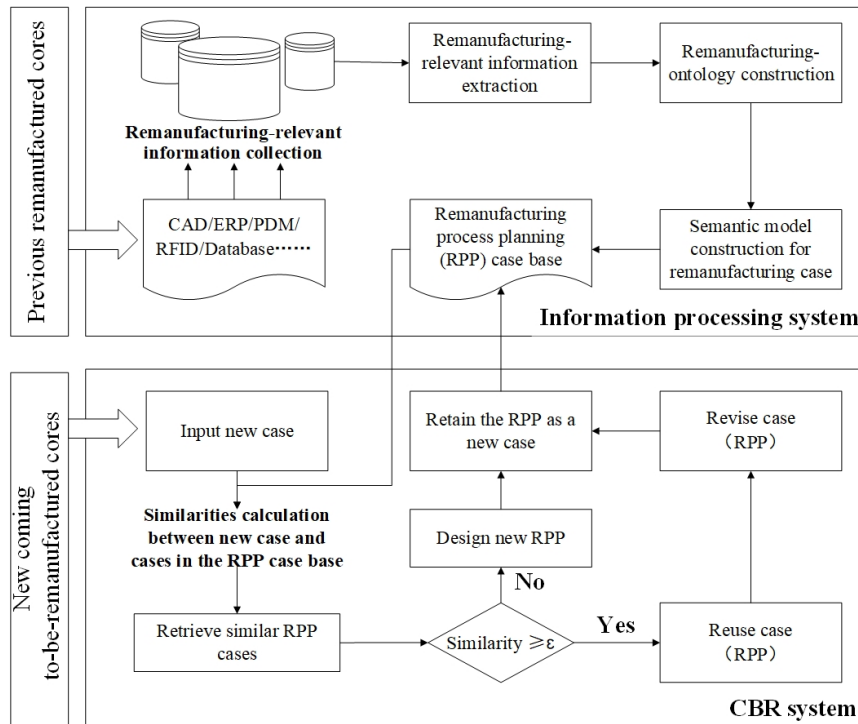 Previous remanufactured cores
Remanufacturing-relevant
information collection
CAD/ERP/PDM/
RFID/Database······
Remanufacturing-
relevant information
extraction
Remanufacturing-
ontology construction
Remanufacturing
process planning
(RPP) case base
Semantic model
construction for
remanufacturing case
Information processing system
New coming
to-be-remanufactured cores
Input new case
Similarities calculation
between new case and
cases in the RPP case base
Retrieve similar RPP
cases
Retain the RPP as a
new case
Design new RPP
No
Similarity ≥ε
Yes
Revise case
（RPP）
Reuse case
（RPP）
CBR system